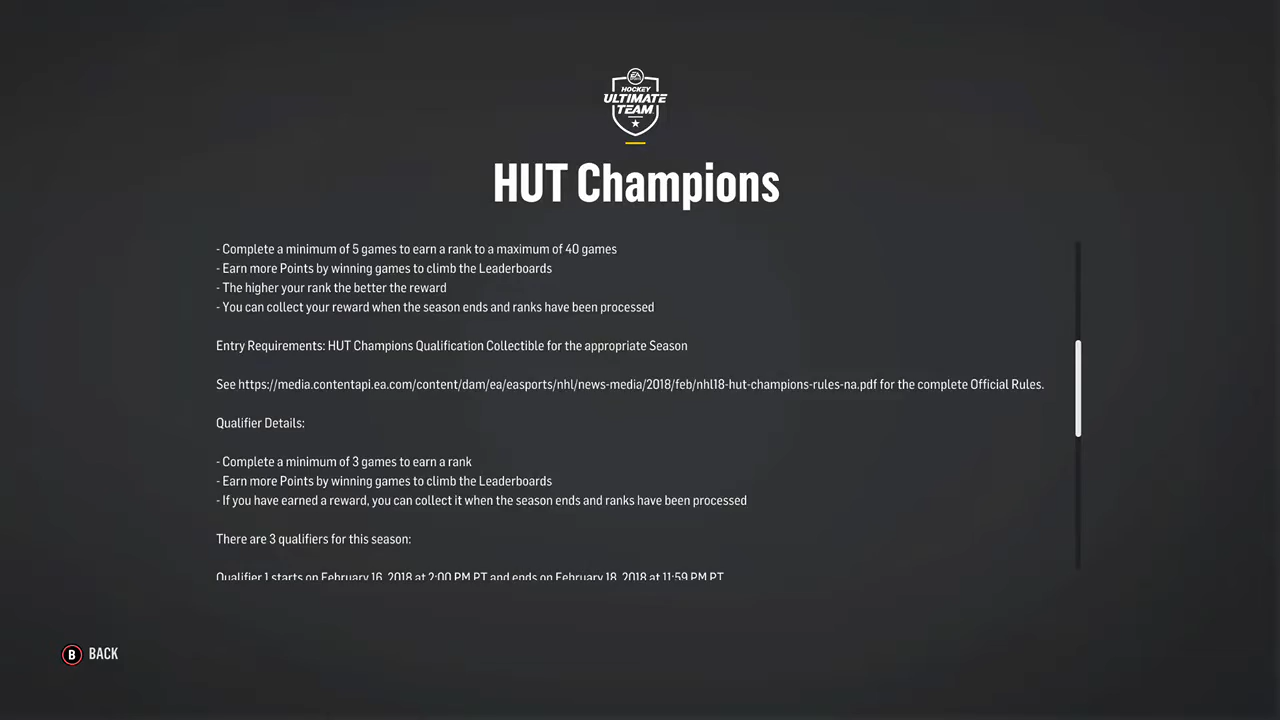 EA
HOCKEY
ULTIMATE
TEAM
HUT Champions
- Complete a minimum of 5 games to earn a rank to a maximum of 40 games
- Earn more Points by winning games to climb the Leaderboards
- The higher your rank the better the reward
- You can collect your reward when the season ends and ranks have been processed
Entry Requirements: HUT Champions Qualification Collectible for the appropriate Season
See https://media.contentapi.ea.com/content/dam/ea/easports/nhl/news-media/2018/feb/nhl18-hut-champions-rules-na.pdf for the complete Official Rules.
Qualifier Details:
- Complete a minimum of 3 games to earn a rank
- Earn more Points by winning games to climb the Leaderboards
- If you have earned a reward, you can collect it when the season ends and ranks have been processed
There are 3 qualifiers for this season:
Qualifier 1 starts on February 16, 2018 at 2:00 PM PT and ends on February 18, 2018 at 11:59 PM PT
B BACK